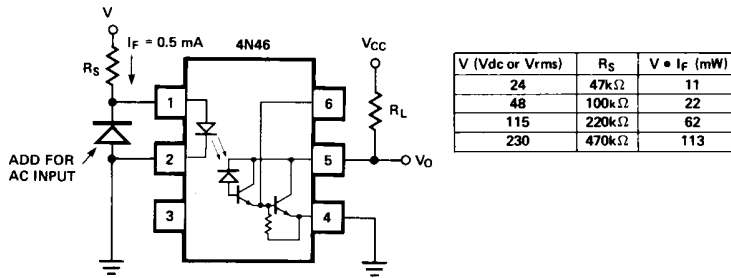 V
I_F = 0.5 mA
4N46
R_S
V_CC
R_L
1
6
2
5
V_O
ADD FOR
AC INPUT
3
4
V (Vdc or Vrms) R_S V • I_F (mW)
24 47kΩ 11
48 100kΩ 22
115 220kΩ 62
230 470kΩ 113